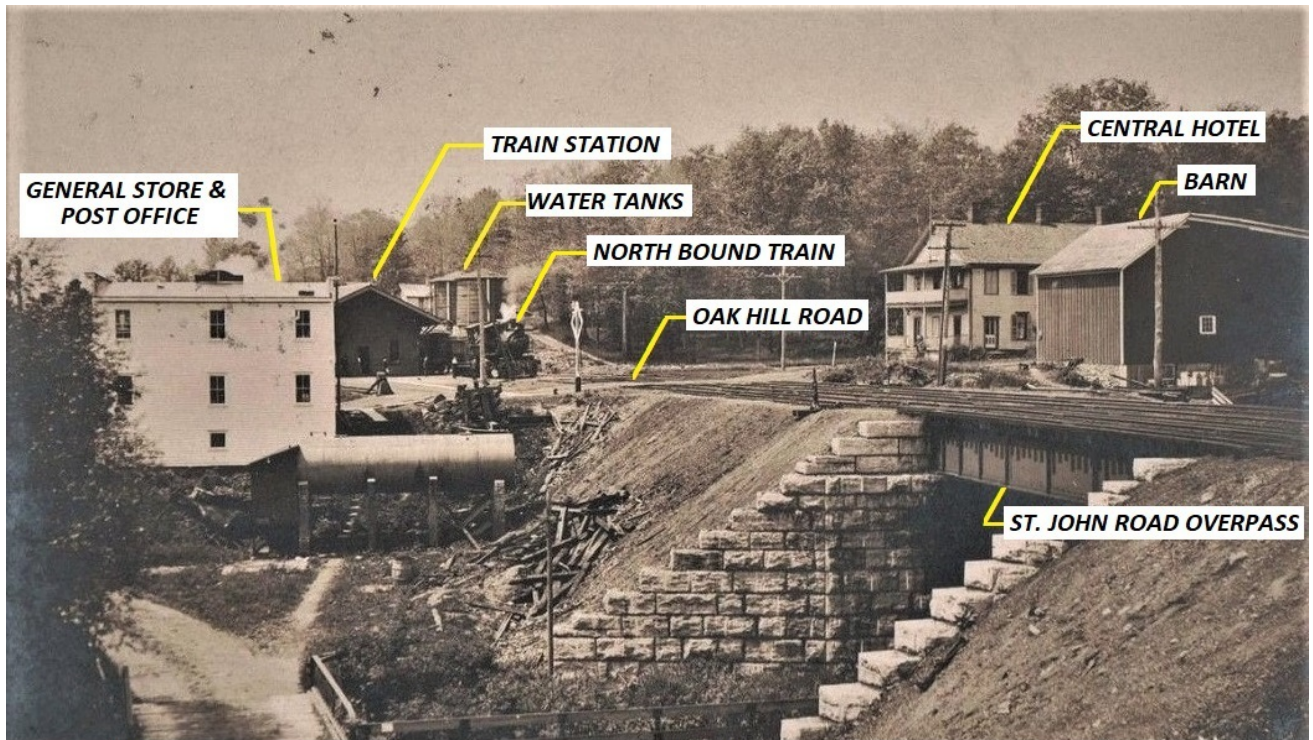 CENTRAL HOTEL
TRAIN STATION
BARN
GENERAL STORE &
POST OFFICE
WATER TANKS
NORTH BOUND TRAIN
OAK HILL ROAD
ST. JOHN ROAD OVERPASS